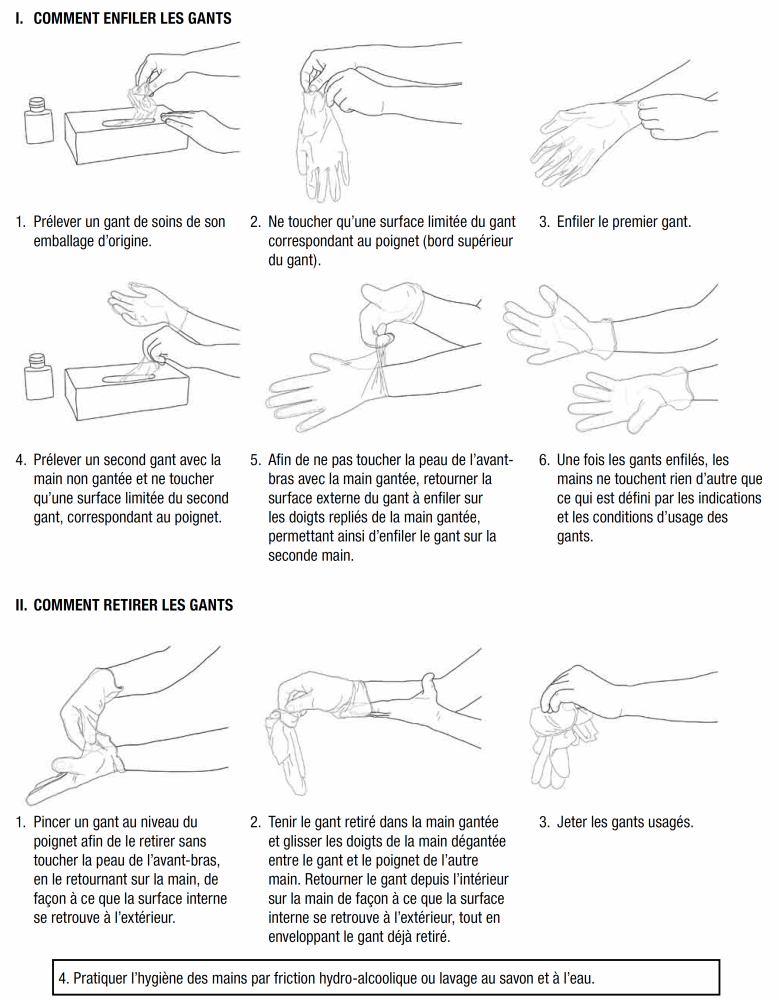 I. COMMENT ENFILER LES GANTS
1. Prélever un gant de soins de son
emballage d'origine.
2. Ne toucher qu'une surface limitée du gant
correspondant au poignet (bord supérieur
du gant).
3. Enfiler le premier gant.
4. Prélever un second gant avec la
main non gantée et ne toucher
qu'une surface limitée du second
gant, correspondant au poignet.
5. Afin de ne pas toucher la peau de l'avant-
bras avec la main gantée, retourner la
surface externe du gant à enfiler sur
les doigts repliés de la main gantée,
permettant ainsi d'enfiler le gant sur la
seconde main.
6. Une fois les gants enfilés, les
mains ne touchent rien d'autre que
ce qui est défini par les indications
et les conditions d'usage des
gants.
II. COMMENT RETIRER LES GANTS
1. Pincer un gant au niveau du
poignet afin de le retirer sans
toucher la peau de l'avant-bras,
en le retournant sur la main, de
façon à ce que la surface interne
se retrouve à l'extérieur.
2. Tenir le gant retiré dans la main gantée
et glisser les doigts de la main dégantée
entre le gant et le poignet de l'autre
main. Retourner le gant depuis l'intérieur
sur la main de façon à ce que la surface
interne se retrouve à l'extérieur, tout en
enveloppant le gant déjà retiré.
3. Jeter les gants usagés.
4. Pratiquer l'hygiène des mains par friction hydro-alcoolique ou lavage au savon et à l'eau.